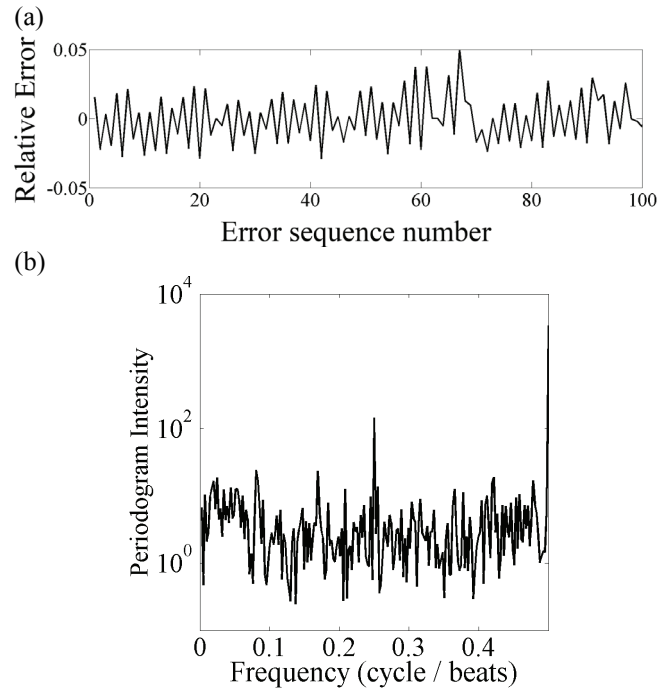 (a)
Relative Error
0.05
0
-0.05
0 20 40 60 80 100
Error sequence number
(b)
Periodogram Intensity
10^4
10^2
10^0
0 0.1 0.2 0.3 0.4
Frequency (cycle / beats)